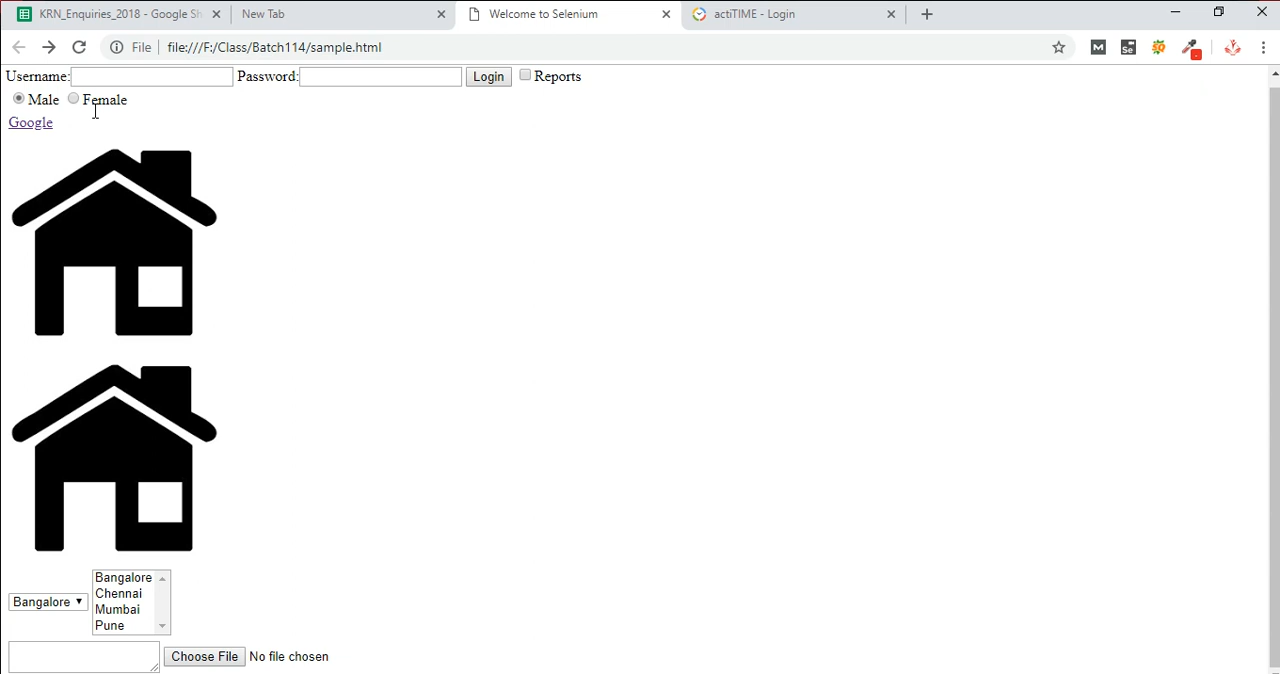 KRN_Enquiries_2018 - Google Sh
New Tab
Welcome to Selenium
actiTIME - Login
File
file:///F:/Class/Batch114/sample.html
M
Se
Username:
Password:
Login
Reports
Male
Female
Google
Bangalore
Bangalore
Chennai
Mumbai
Pune
Choose File
No file chosen